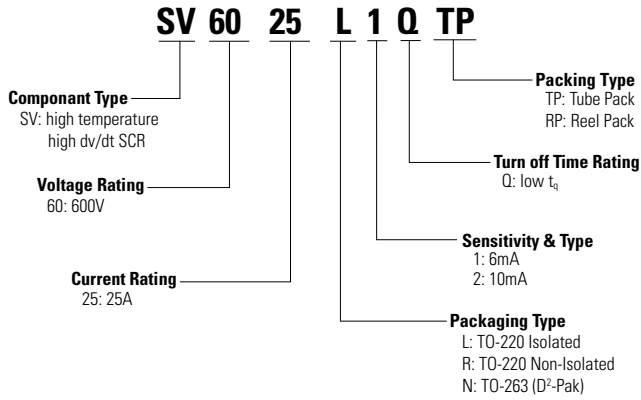 SV 60 25 L 1 Q TP
Componant Type
SV: high temperature
high dv/dt SCR
Voltage Rating
60: 600V
Current Rating
25: 25A
Packing Type
TP: Tube Pack
RP: Reel Pack
Turn off Time Rating
Q: low tq
Sensitivity & Type
1: 6mA
2: 10mA
Packaging Type
L: TO-220 Isolated
R: TO-220 Non-Isolated
N: TO-263 (D²-Pak)